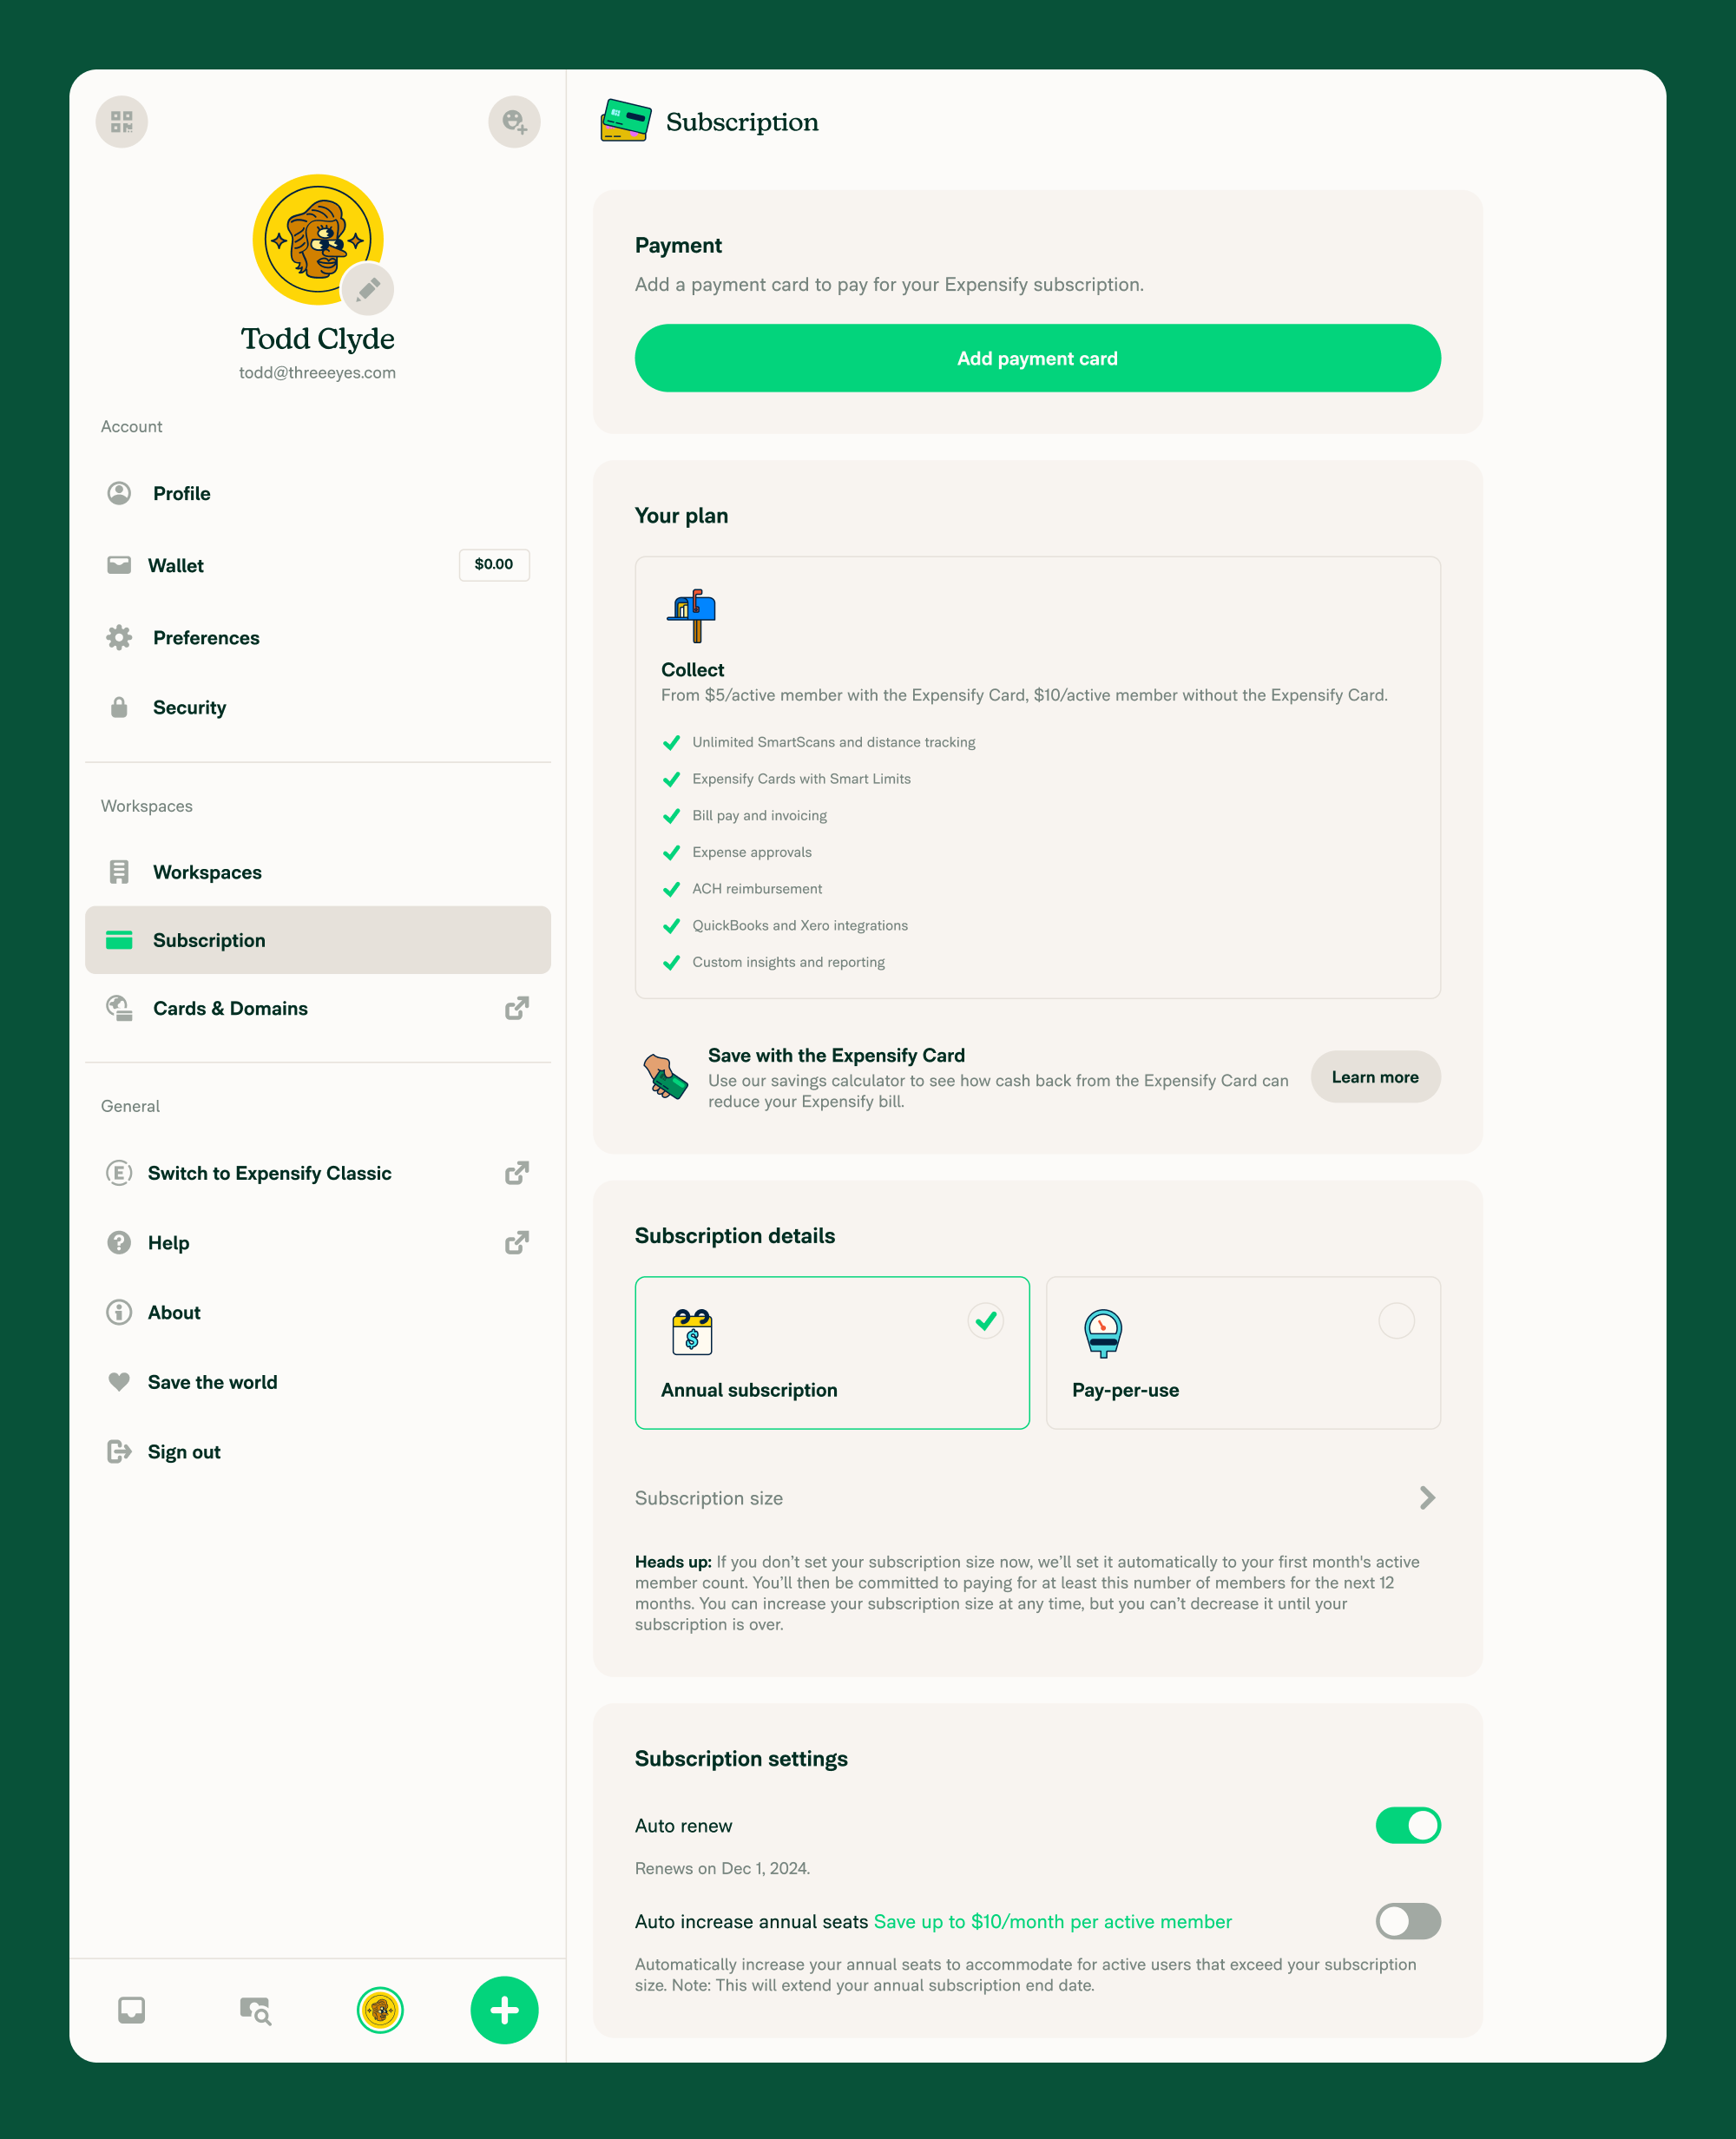 Todd Clyde
todd@threeeyes.com
Account
Profile
Wallet
$0.00
Preferences
Security
Workspaces
Workspaces
Subscription
Cards & Domains
General
Switch to Expensify Classic
Help
About
Save the world
Sign out
Subscription
Payment
Add a payment card to pay for your Expensify subscription.
Add payment card
Your plan
Collect
From $5/active member with the Expensify Card, $10/active member without the Expensify Card.
Unlimited SmartScans and distance tracking
Expensify Cards with Smart Limits
Bill pay and invoicing
Expense approvals
ACH reimbursement
QuickBooks and Xero integrations
Custom insights and reporting
Save with the Expensify Card
Use our savings calculator to see how cash back from the Expensify Card can
reduce your Expensify bill.
Learn more
Subscription details
Annual subscription
Pay-per-use
Subscription size
Heads up: If you don’t set your subscription size now, we’ll set it automatically to your first month's active
member count. You’ll then be committed to paying for at least this number of members for the next 12
months. You can increase your subscription size at any time, but you can’t decrease it until your
subscription is over.
Subscription settings
Auto renew
Renews on Dec 1, 2024.
Auto increase annual seats Save up to $10/month per active member
Automatically increase your annual seats to accommodate for active users that exceed your subscription
size. Note: This will extend your annual subscription end date.